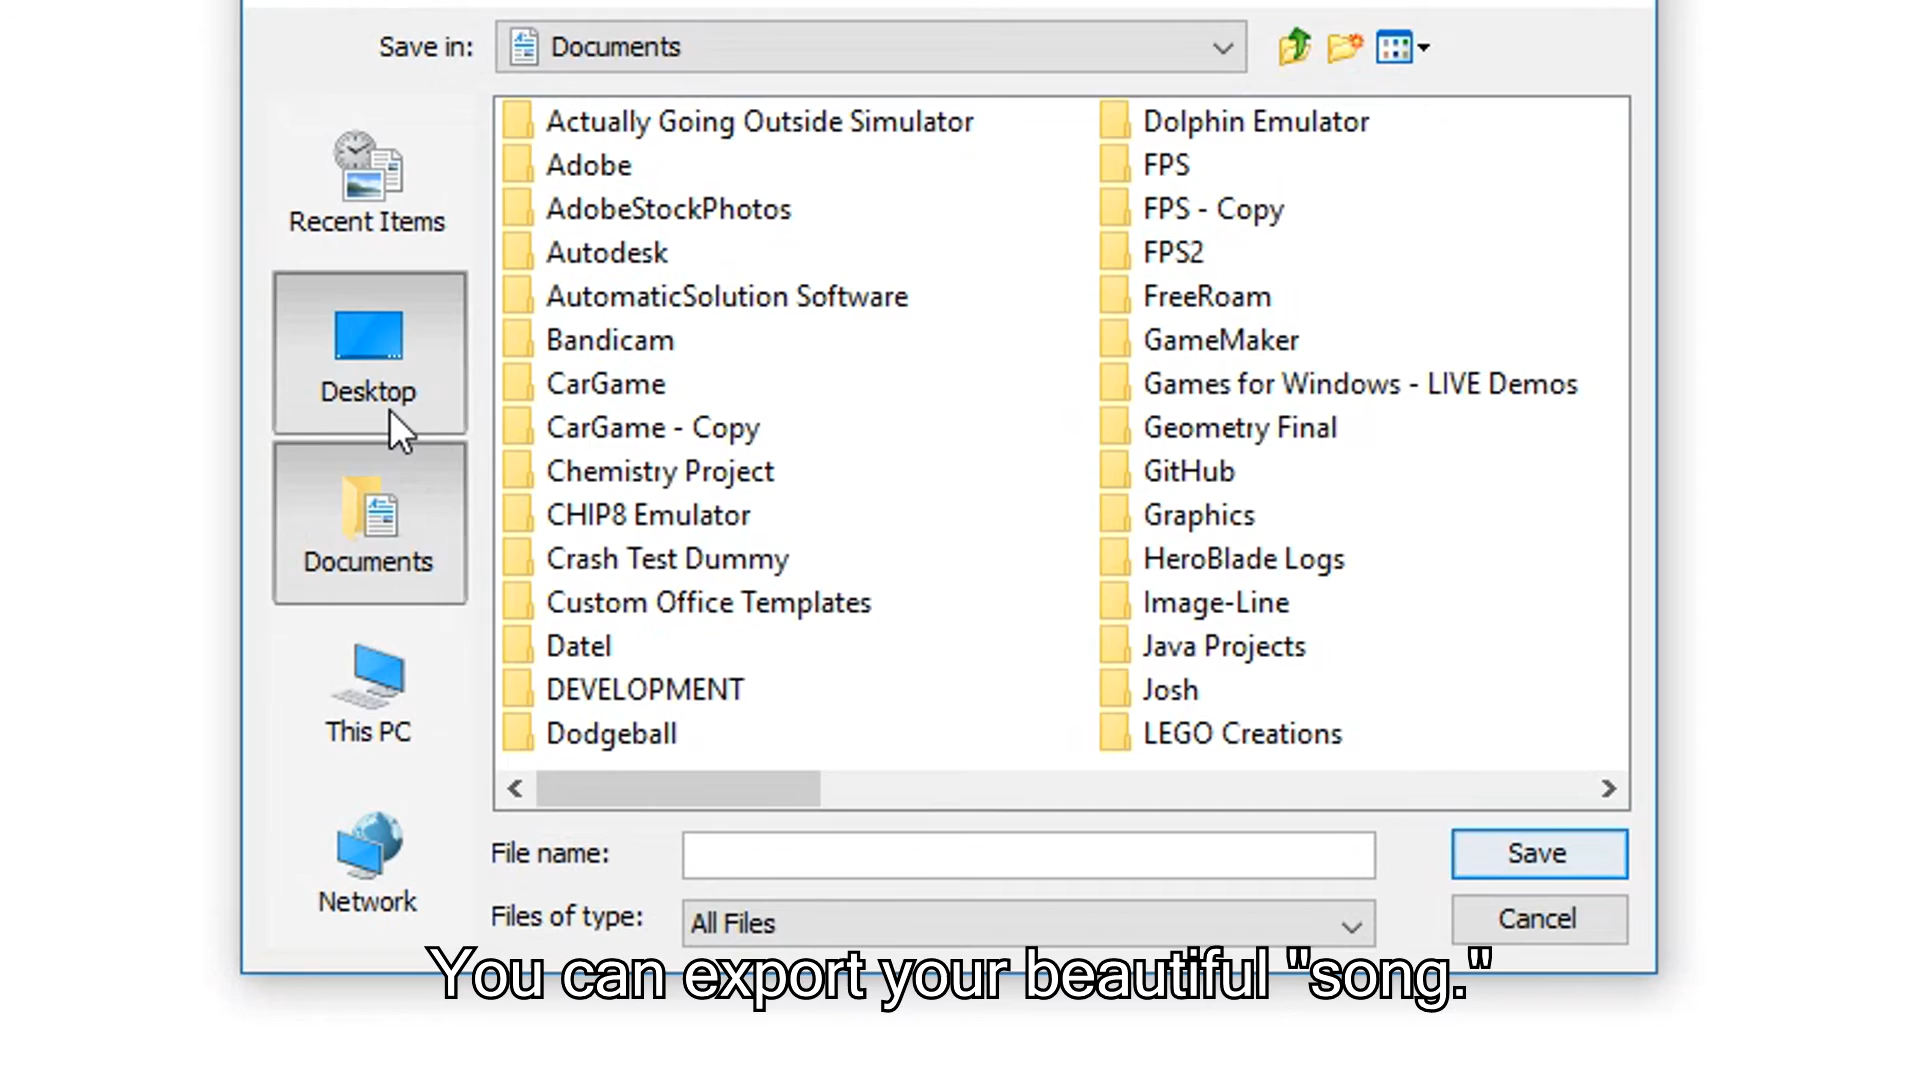 Save in:
Documents
Recent Items
Desktop
Documents
This PC
Network
Actually Going Outside Simulator
Adobe
AdobeStockPhotos
Autodesk
AutomaticSolution Software
Bandicam
CarGame
CarGame - Copy
Chemistry Project
CHIP8 Emulator
Crash Test Dummy
Custom Office Templates
Datel
DEVELOPMENT
Dodgeball
Dolphin Emulator
FPS
FPS - Copy
FPS2
FreeRoam
GameMaker
Games for Windows - LIVE Demos
Geometry Final
GitHub
Graphics
HeroBlade Logs
Image-Line
Java Projects
Josh
LEGO Creations
File name:
Save
Files of type:
All Files
Cancel
You can export your beautiful "song."